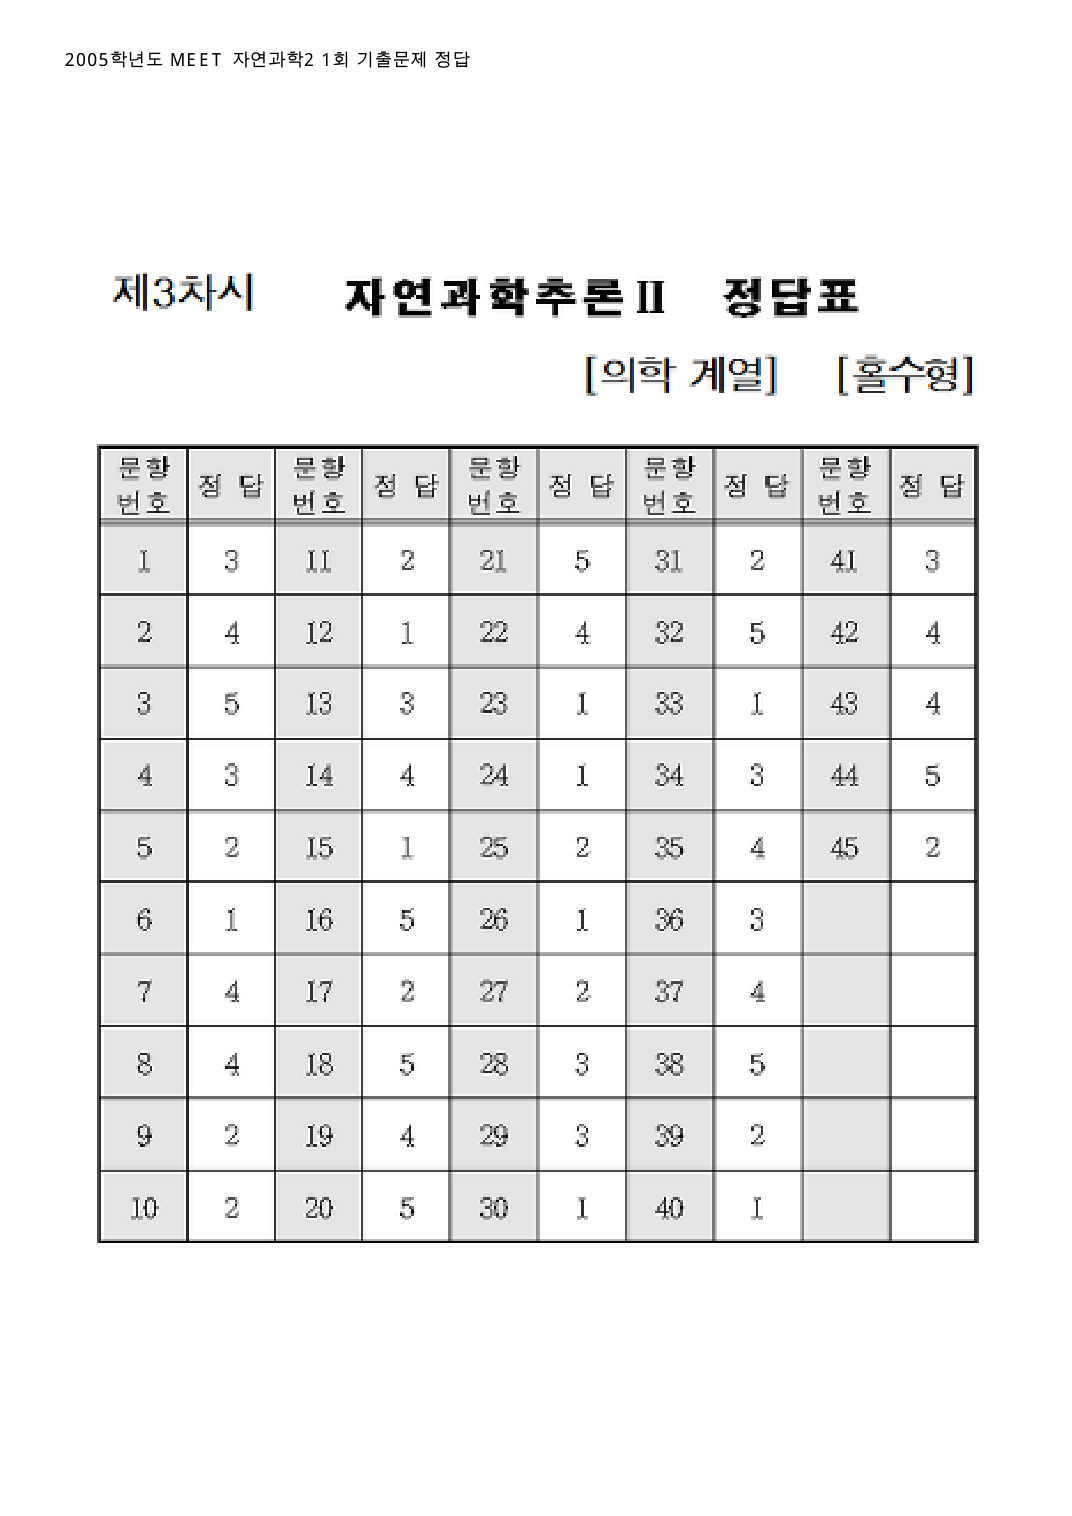 2005학년도 MEET 자연과학2 1회 기출문제 정답
제3차시 자연과학추론Ⅱ 정답표
[의학 계열] [홀수형]
문항 정 답 문항 정 답 문항 정 답 문항 정 답 문항 정 답
번호 번호 번호 번호 번호
1 3 11 2 21 5 31 2 41 3
2 4 12 1 22 4 32 5 42 4
3 5 13 3 23 1 33 1 43 4
4 3 14 4 24 1 34 3 44 5
5 2 15 1 25 2 35 4 45 2
6 1 16 5 26 1 36 3
7 4 17 2 27 2 37 4
8 4 18 5 28 3 38 5
9 2 19 4 29 3 39 2
10 2 20 5 30 1 40 1